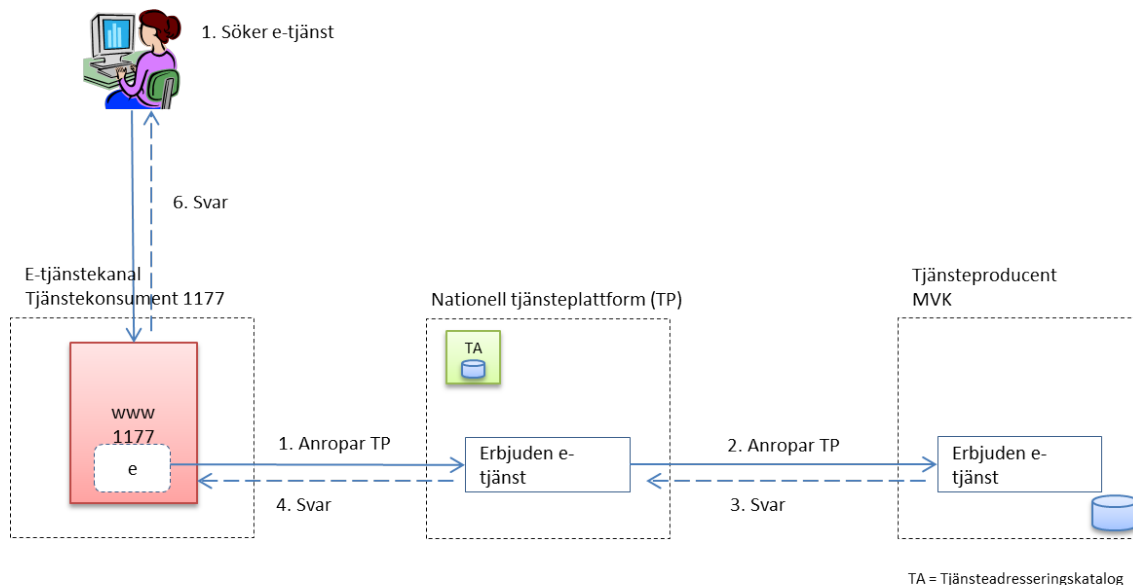 1. Söker e-tjänst
6. Svar
E-tjänstekanal
Tjänstekonsument 1177
Nationell tjänsteplattform (TP)
Tjänsteproducent
MVK
TA
www
1177
e
1. Anropar TP
4. Svar
Erbjuden e-
tjänst
2. Anropar TP
3. Svar
Erbjuden e-
tjänst
TA = Tjänsteadresseringskatalog